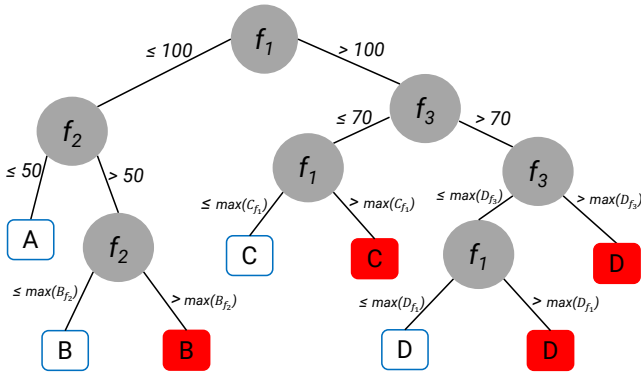 f1
≤ 100
> 100
f2
f3
≤ 50
> 50
≤ 70
> 70
f1
f3
A
f2
≤ max(Cf1)
> max(Cf1)
≤ max(Df3)
> max(Df3)
C
C
f1
D
≤ max(Bf2)
> max(Bf2)
≤ max(Df1)
> max(Df1)
B
B
D
D